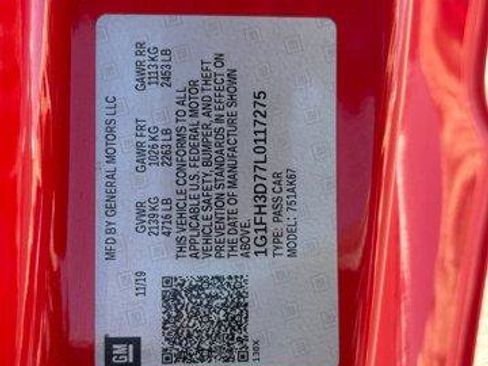 GM
11/19
MFD BY GENERAL MOTORS LLC
GVWR GAWR FRT GAWR RR
2139 KG 1026 KG 1113 KG
4716 LB 2263 LB 2453 LB
THIS VEHICLE CONFORMS TO ALL
APPLICABLE U.S. FEDERAL MOTOR
VEHICLE SAFETY, BUMPER, AND THEFT
PREVENTION STANDARDS IN EFFECT ON
THE DATE OF MANUFACTURE SHOWN
ABOVE.
1G1FH3D77L0117275
TYPE: PASS CAR
MODEL: 751AK67
130X